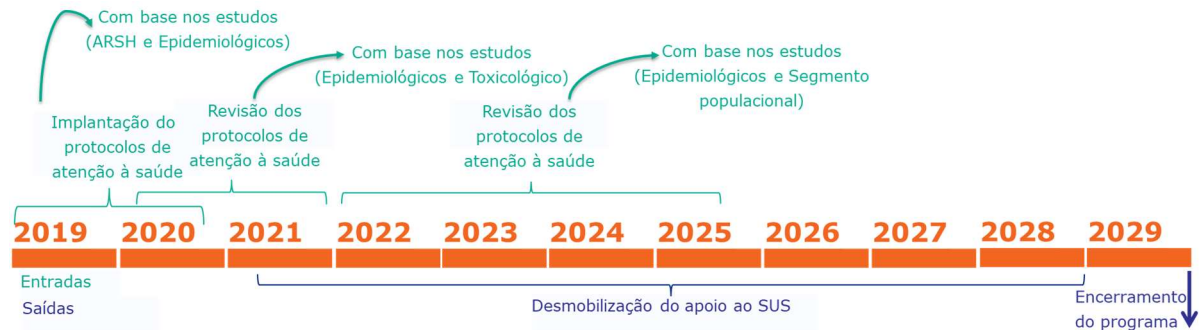 Com base nos estudos
(ARSH e Epidemiológicos)
Com base nos estudos
(Epidemiológicos e Toxicológico)
Com base nos estudos
(Epidemiológicos e Segmento
populacional)
Implantação do
protocolos de
atenção à saúde
Revisão dos
protocolos de
atenção à saúde
Revisão dos
protocolos de
atenção à saúde
2019 2020 2021 2022 2023 2024 2025 2026 2027 2028 2029
Entradas
Saídas
Desmobilização do apoio ao SUS
Encerramento
do programa